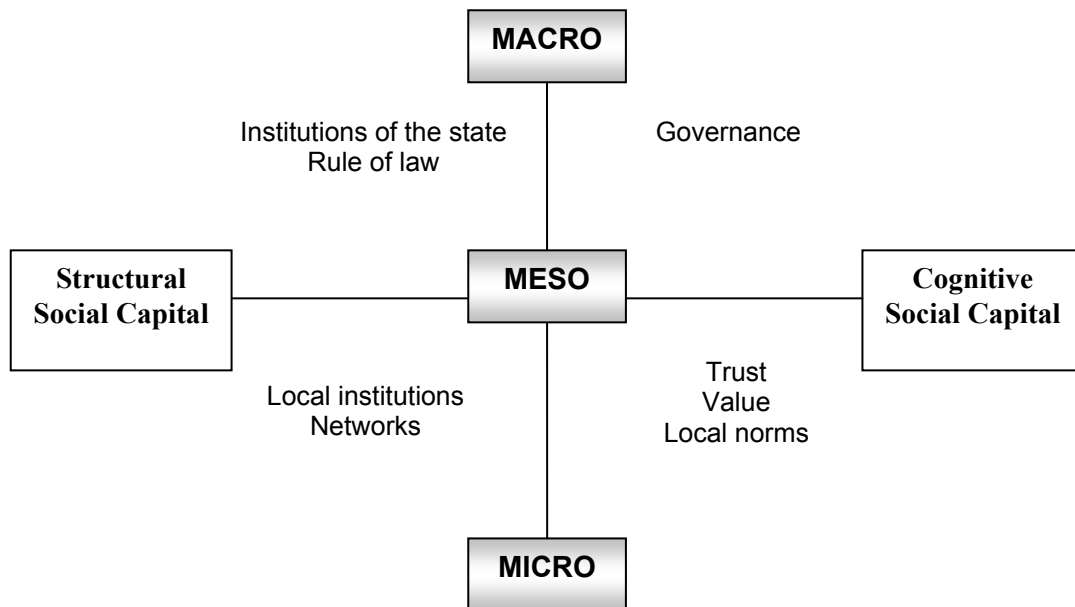 MACRO
Institutions of the state
Rule of law
Governance
Structural
Social Capital
MESO
Cognitive
Social Capital
Local institutions
Networks
Trust
Value
Local norms
MICRO